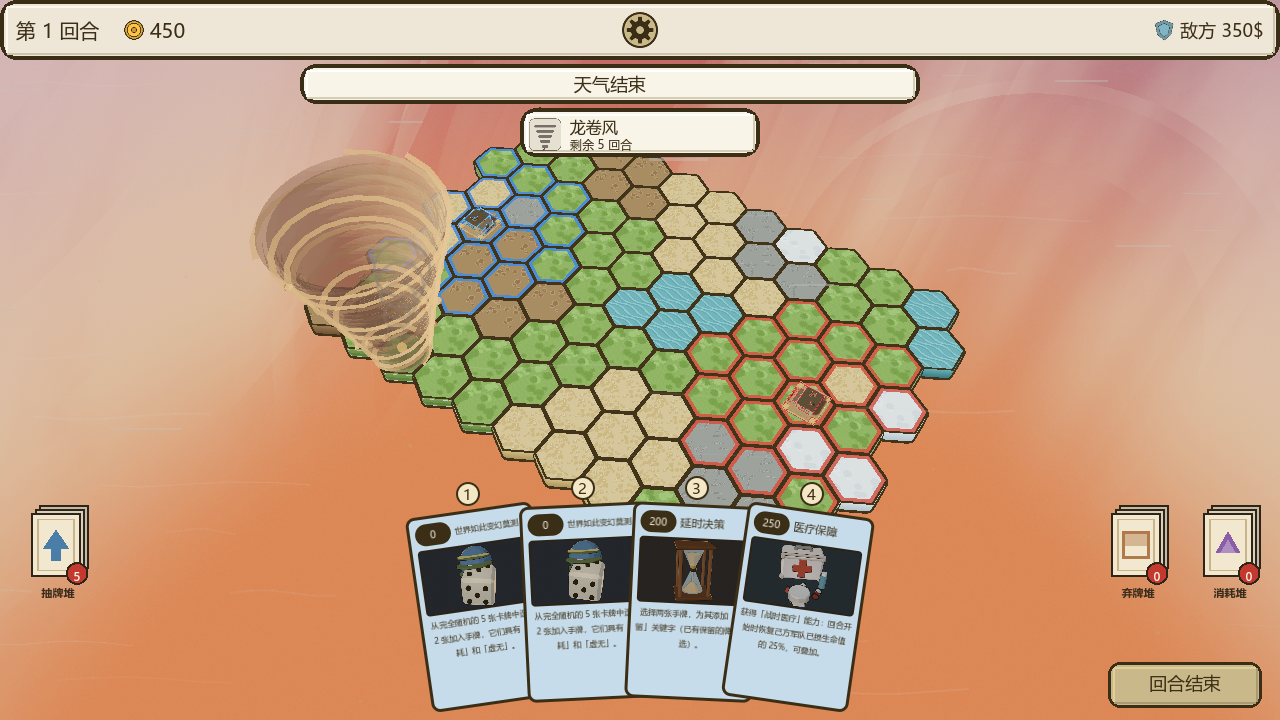 第 1 回合
450
敌方 350$
天气结束
龙卷风
剩余 5 回合
1
0
世界如此变幻莫测
从完全随机的 5 张卡牌中选
2 张加入手牌，它们具有
耗」和「虚无」。
2
0
世界如此变幻莫测
从完全随机的 5 张卡牌中选
2 张加入手牌，它们具有
耗」和「虚无」。
3
200
延时决策
选择两张手牌，为其添加
留」关键字（已有保留的
选）。
4
250
医疗保障
获得「战时医疗」能力：回合开
始时恢复己方军队已损生命值
的 25%，可叠加。
5
抽牌堆
0
弃牌堆
0
消耗堆
回合结束